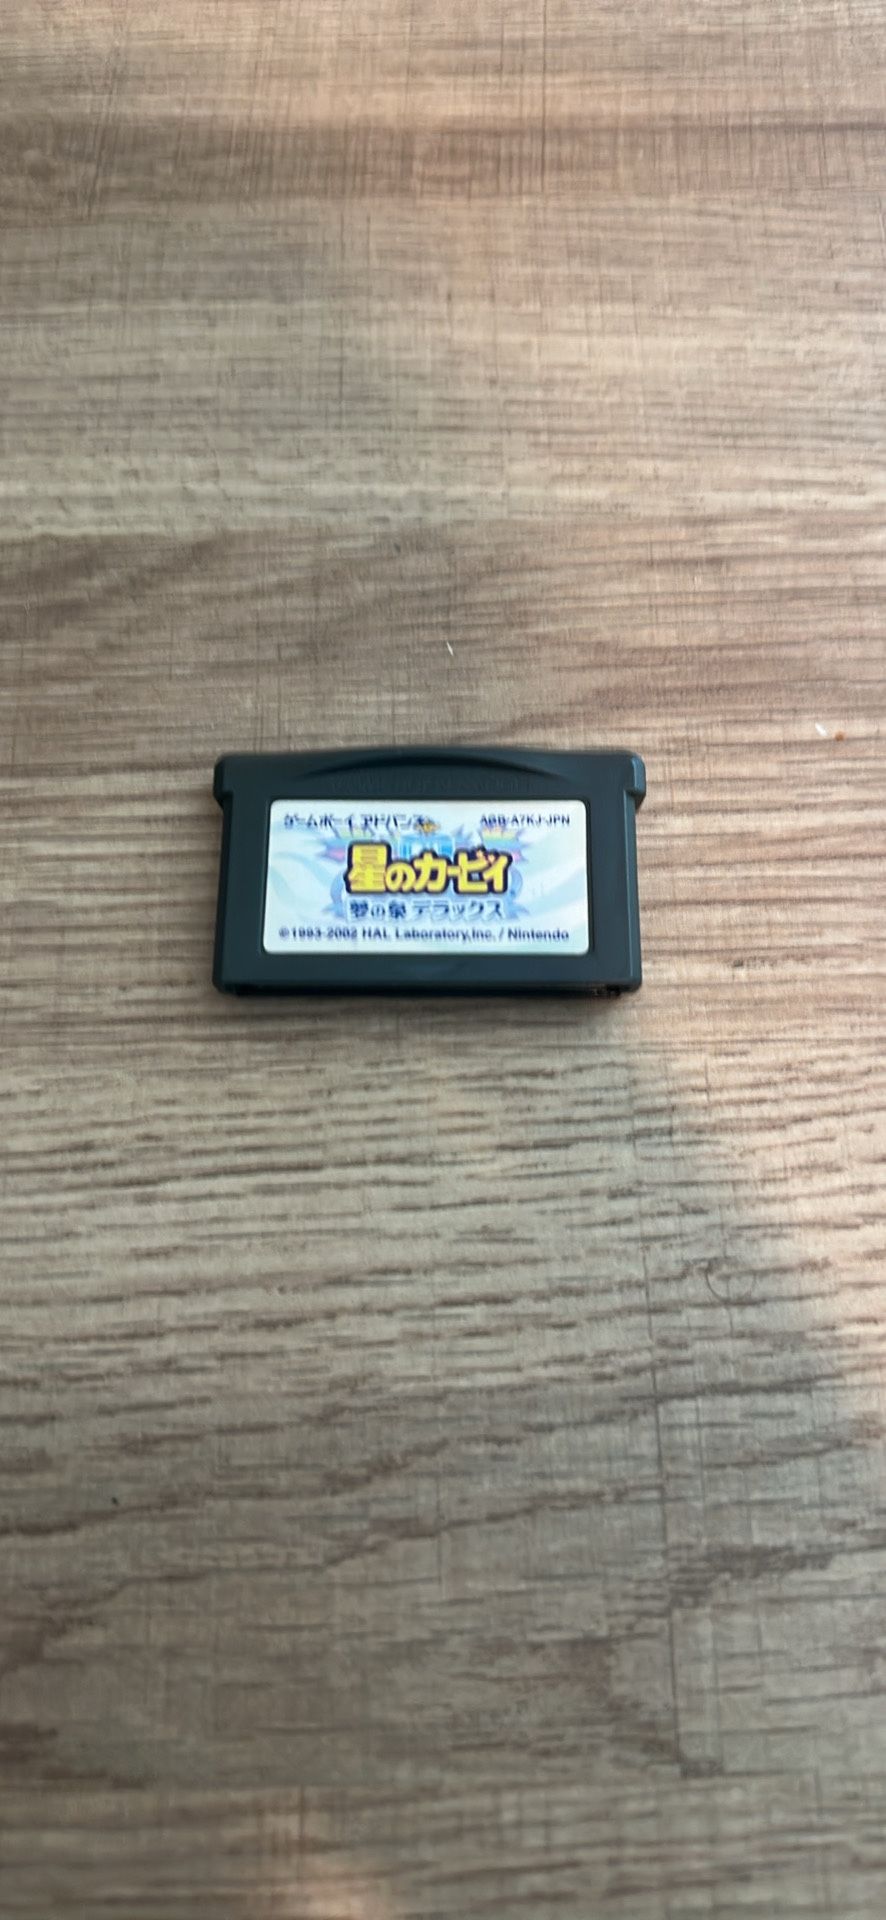 ゲームボーイアドバンス AGB-A7KJ-JPN
星のカービィ
夢の泉 デラックス
©1993-2002 HAL Laboratory,Inc. / Nintendo